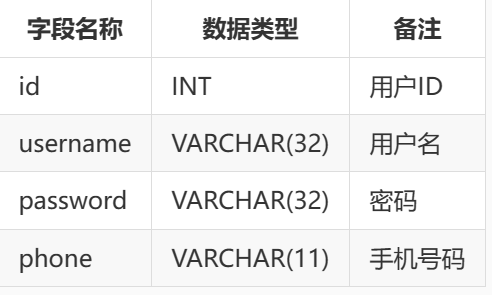 字段名称 数据类型 备注
id INT 用户ID
username VARCHAR(32) 用户名
password VARCHAR(32) 密码
phone VARCHAR(11) 手机号码